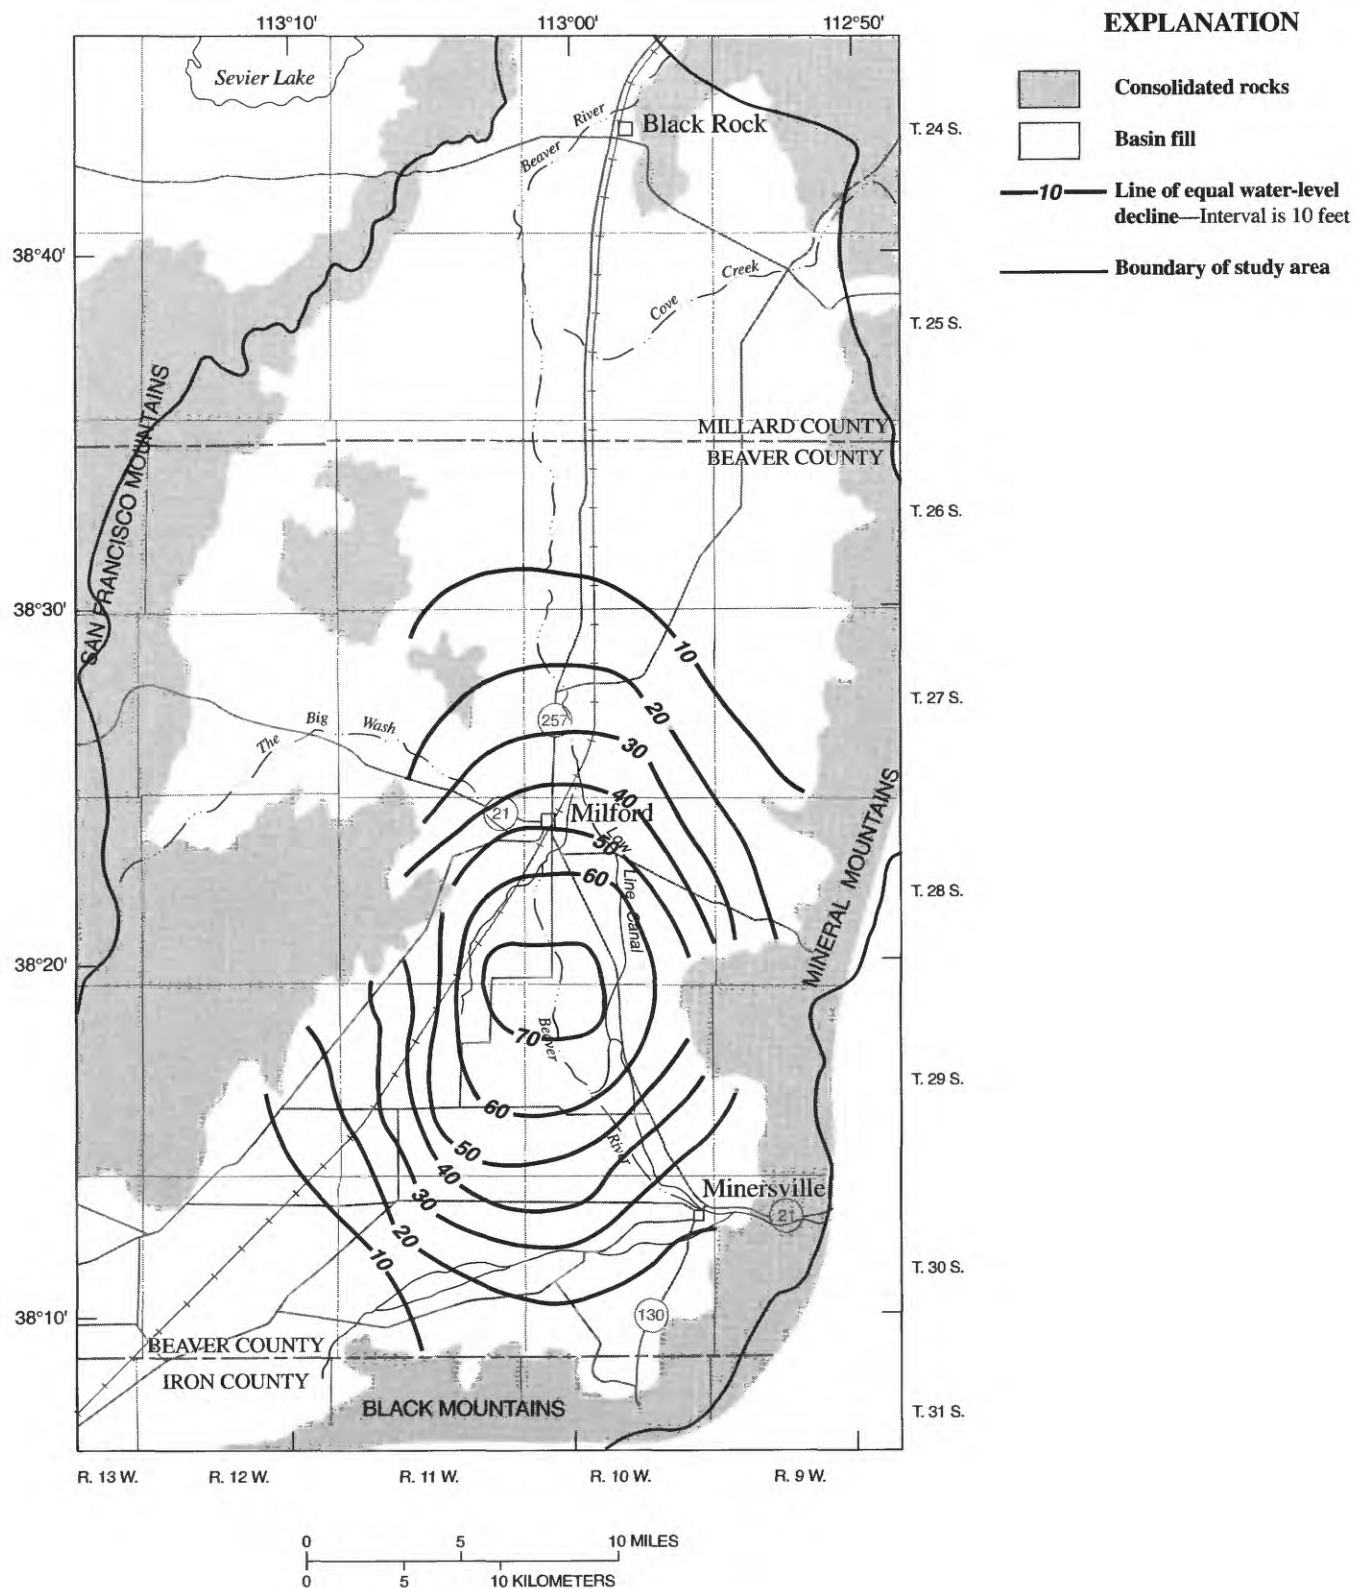 113°10' 113°00' 112°50'
EXPLANATION
Consolidated rocks
Basin fill
10 Line of equal water-level
decline—Interval is 10 feet
Boundary of study area
Sevier Lake
Beaver River
Black Rock
T. 24 S.
38°40'
Cove Creek
T. 25 S.
SAN FRANCISCO MOUNTAINS
MILLARD COUNTY
BEAVER COUNTY
T. 26 S.
38°30'
10
T. 27 S.
The Big Wash
257
20
30
40
21
Milford
50
Low Line Canal
60
MINERAL MOUNTAINS
T. 28 S.
38°20'
70
Beaver
River
T. 29 S.
60
50
40
30
20
10
Minersville
21
T. 30 S.
38°10'
130
BEAVER COUNTY
IRON COUNTY
BLACK MOUNTAINS
T. 31 S.
R. 13 W. R. 12 W. R. 11 W. R. 10 W. R. 9 W.
0 5 10 MILES
0 5 10 KILOMETERS